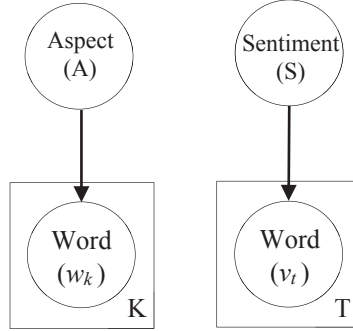 Aspect
(A)
Sentiment
(S)
Word
(w_k)
K
Word
(v_t)
T